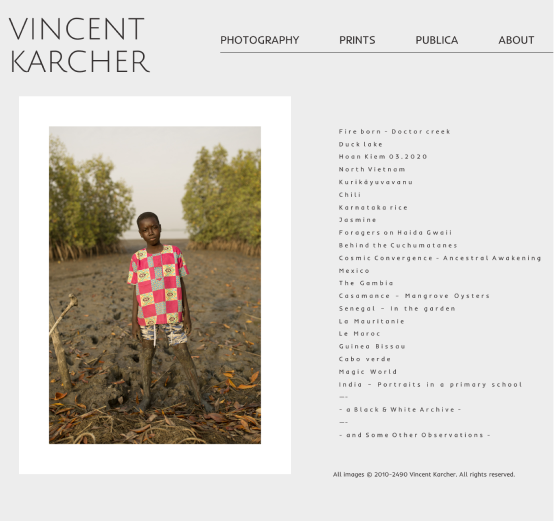 VINCENT
KARCHER
PHOTOGRAPHY PRINTS PUBLICA ABOUT
Fire born - Doctor creek
Duck lake
Hoan Kiem 03.2020
North Vietnam
Kurikáyuvavanu
Chili
Karnataka rice
Jasmine
Foragers on Haida Gwaii
Behind the Cuchumatanes
Cosmic Convergence - Ancestral Awakening
Mexico
The Gambia
Casamance - Mangrove Oysters
Senegal - In the garden
La Mauritanie
Le Maroc
Guinea Bissau
Cabo verde
Magic World
India - Portraits in a primary school
—-
- a Black & White Archive -
—-
- and Some Other Observations -
All images © 2010-2490 Vincent Karcher. All rights reserved.